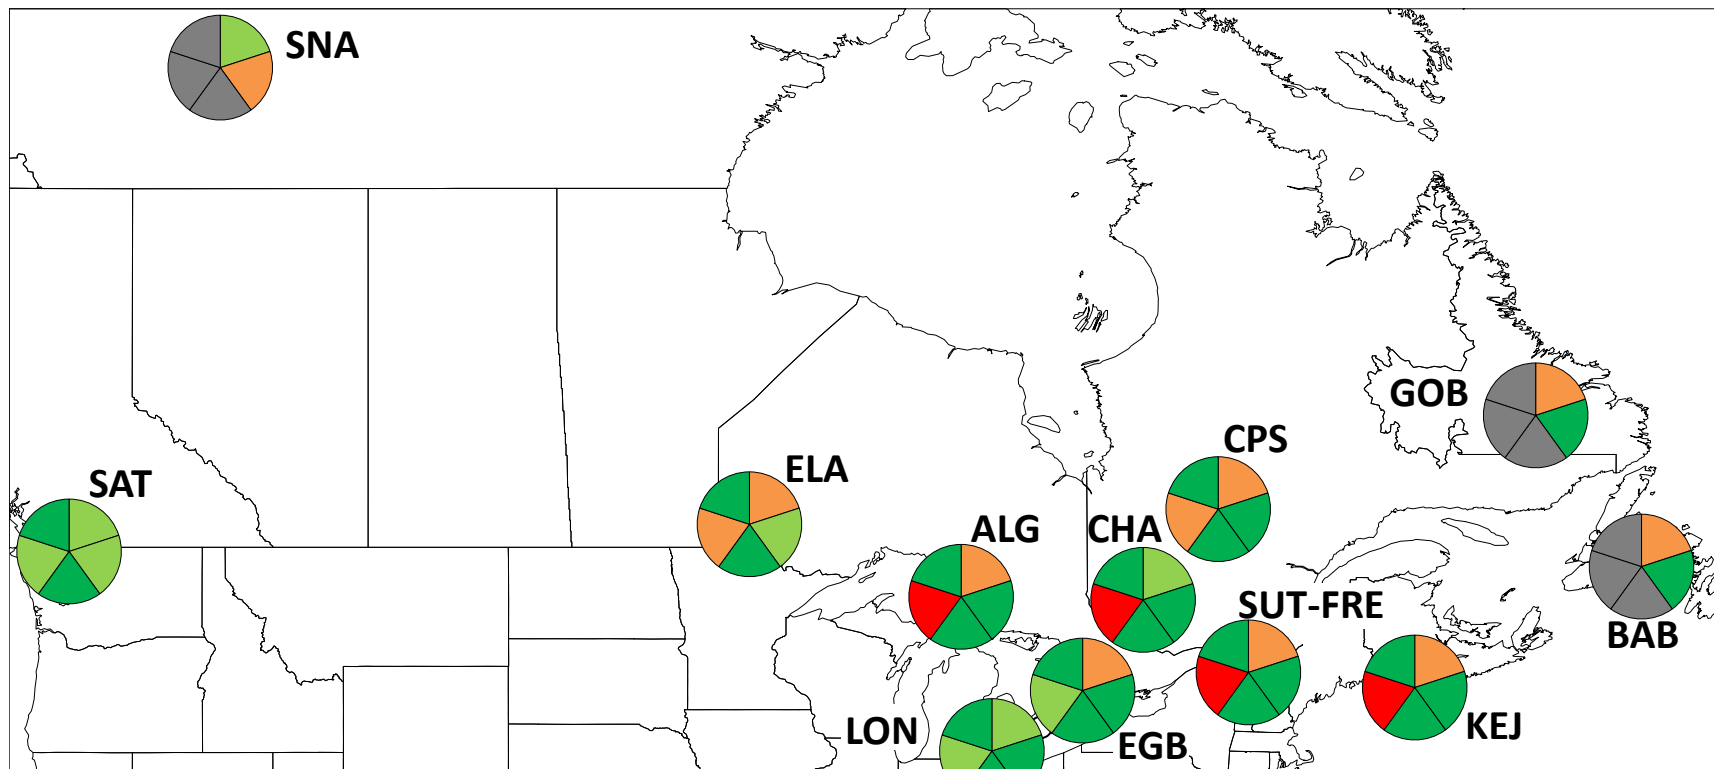 SNA
GOB
CPS
SAT
ELA
ALG
CHA
SUT-FRE
BAB
LON
KEJ
EGB